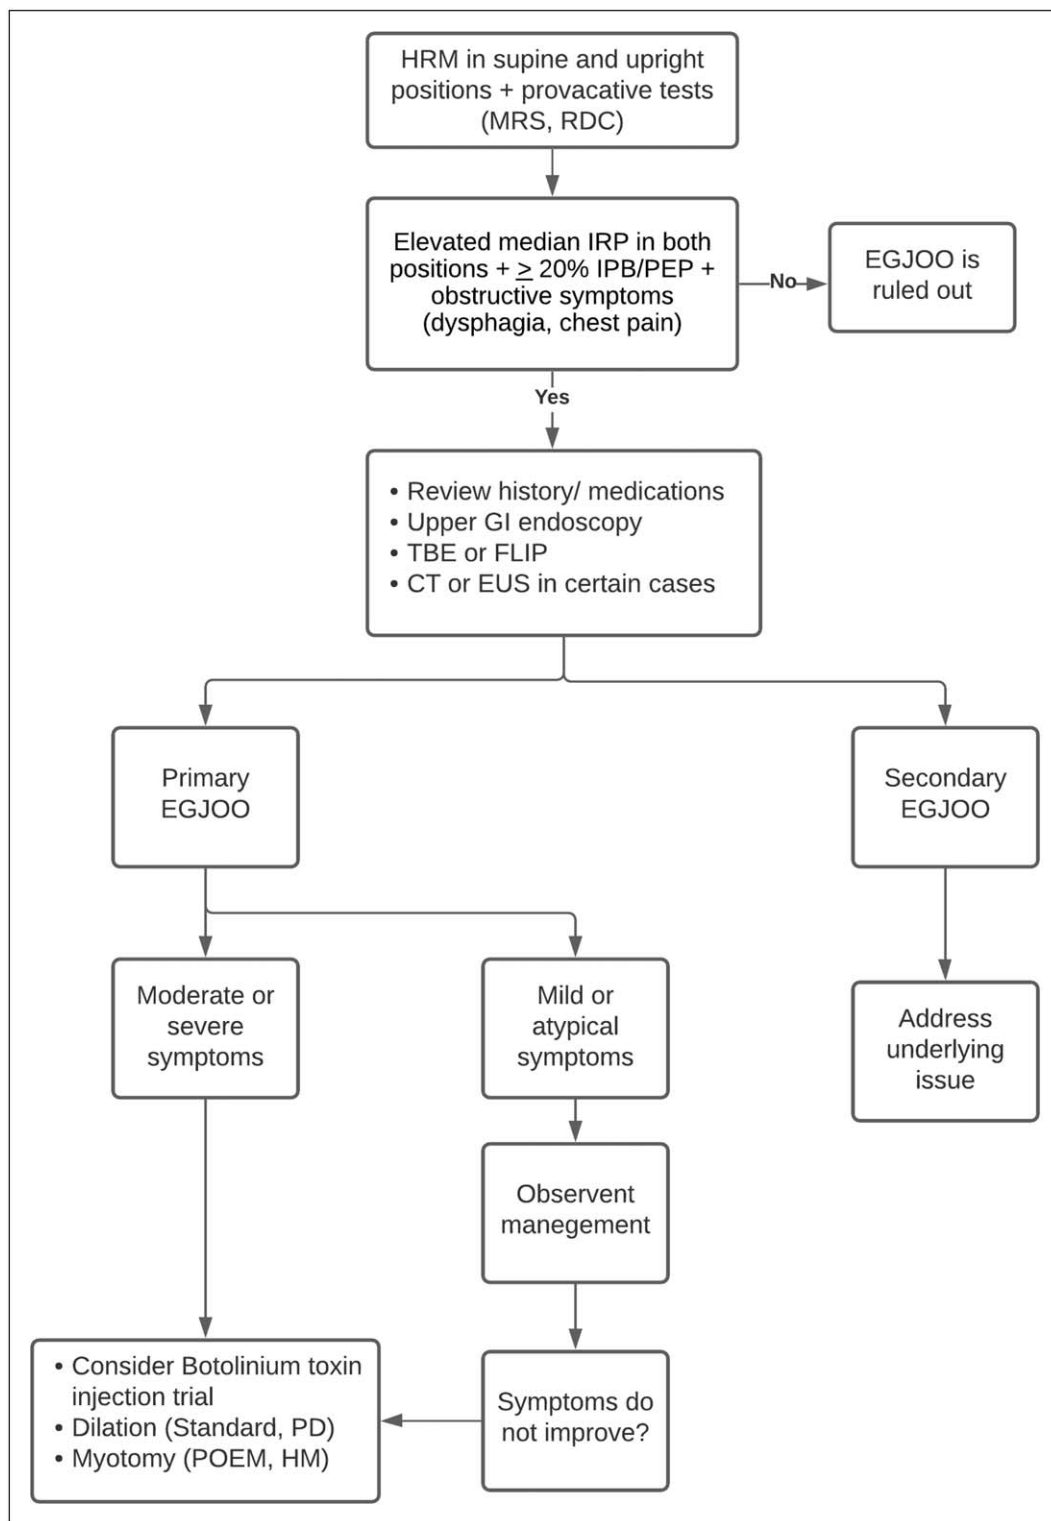 HRM in supine and upright
positions + provacative tests
(MRS, RDC)
Elevated median IRP in both
positions + ≥ 20% IPB/PEP +
obstructive symptoms
(dysphagia, chest pain)
No
EGJOO is
ruled out
Yes
• Review history/ medications
• Upper GI endoscopy
• TBE or FLIP
• CT or EUS in certain cases
Primary
EGJOO
Secondary
EGJOO
Moderate or
severe
symptoms
Mild or
atypical
symptoms
Address
underlying
issue
Observent
manegement
• Consider Botolinium toxin
injection trial
• Dilation (Standard, PD)
• Myotomy (POEM, HM)
Symptoms do
not improve?